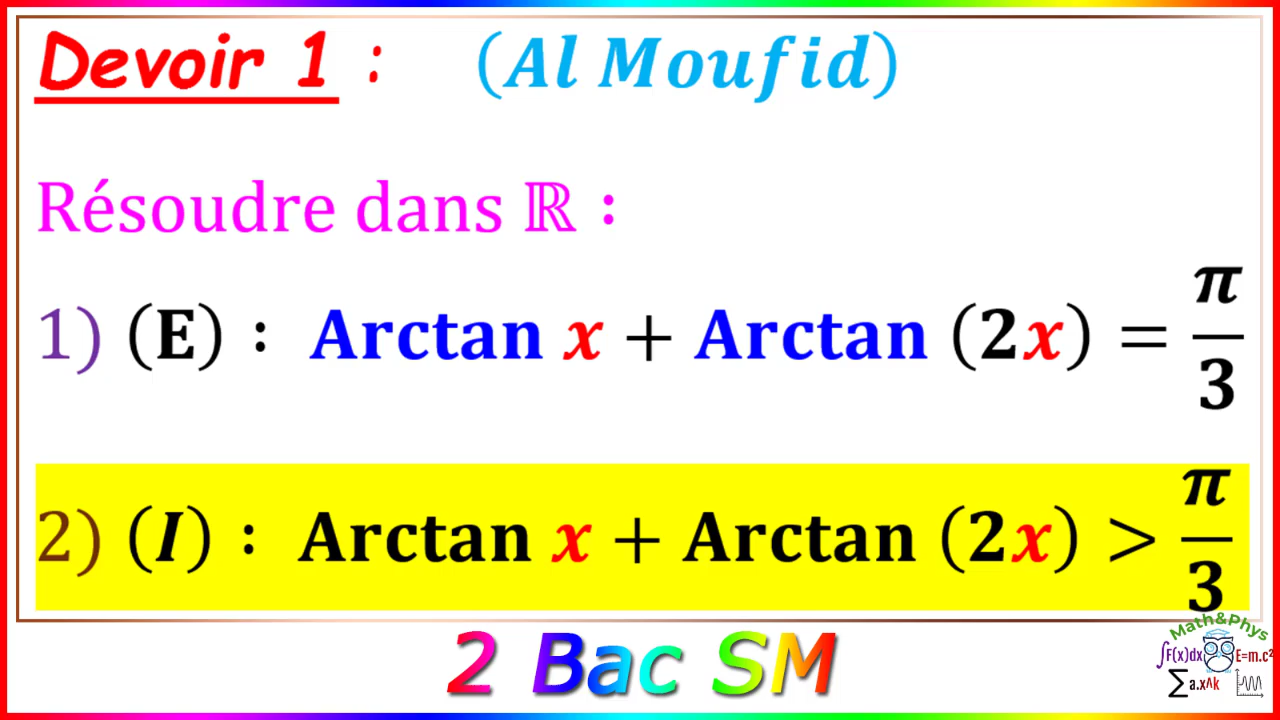 Devoir 1 : (Al Moufid)
Résoudre dans ℝ :
1) (E) : Arctan x + Arctan (2x) = π/3
2) (I) : Arctan x + Arctan (2x) > π/3
2 Bac SM
Math&Phys
∫F(x)dx E=m.c²
∑ a.x^k